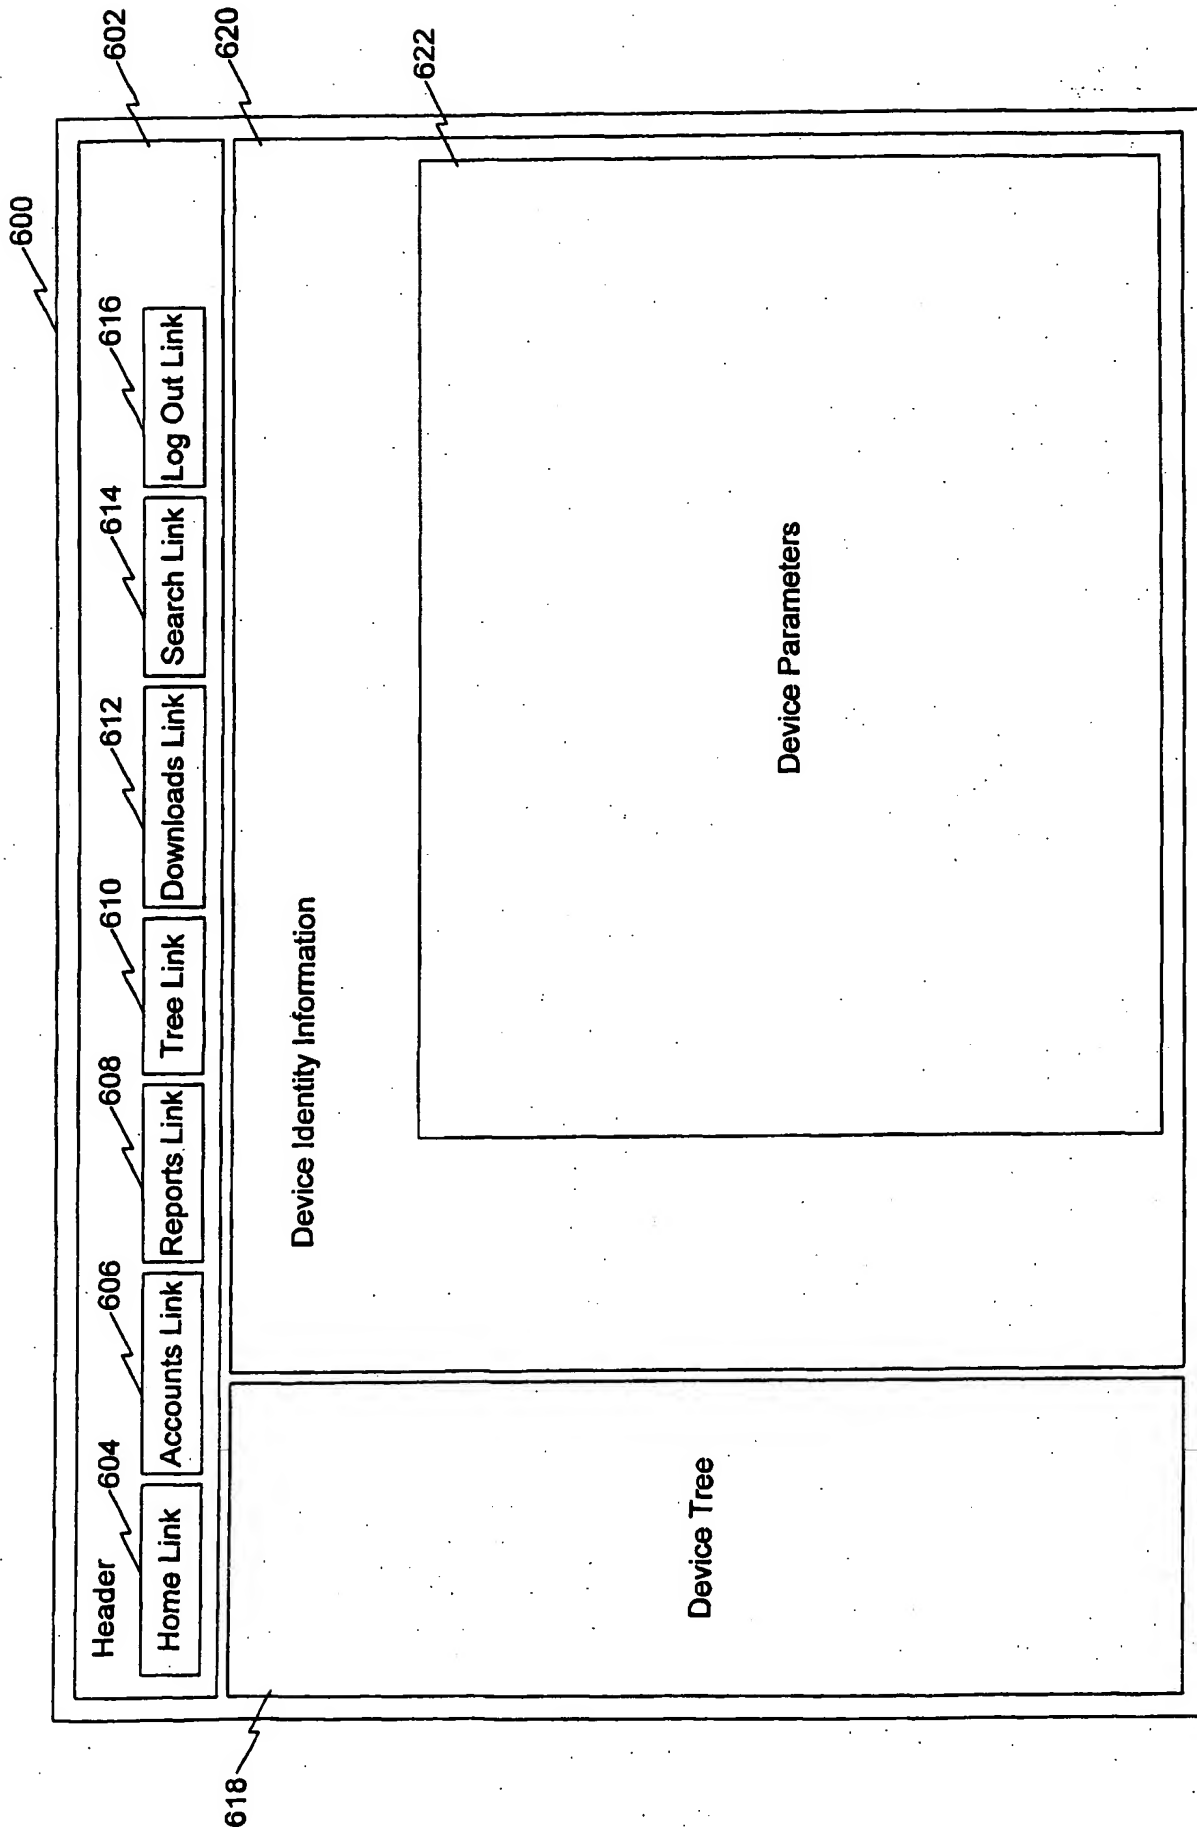 600
602
Header
604
606
608
610
612
614
616
Home Link
Accounts Link
Reports Link
Tree Link
Downloads Link
Search Link
Log Out Link
618
620
Device Tree
Device Identity Information
622
Device Parameters